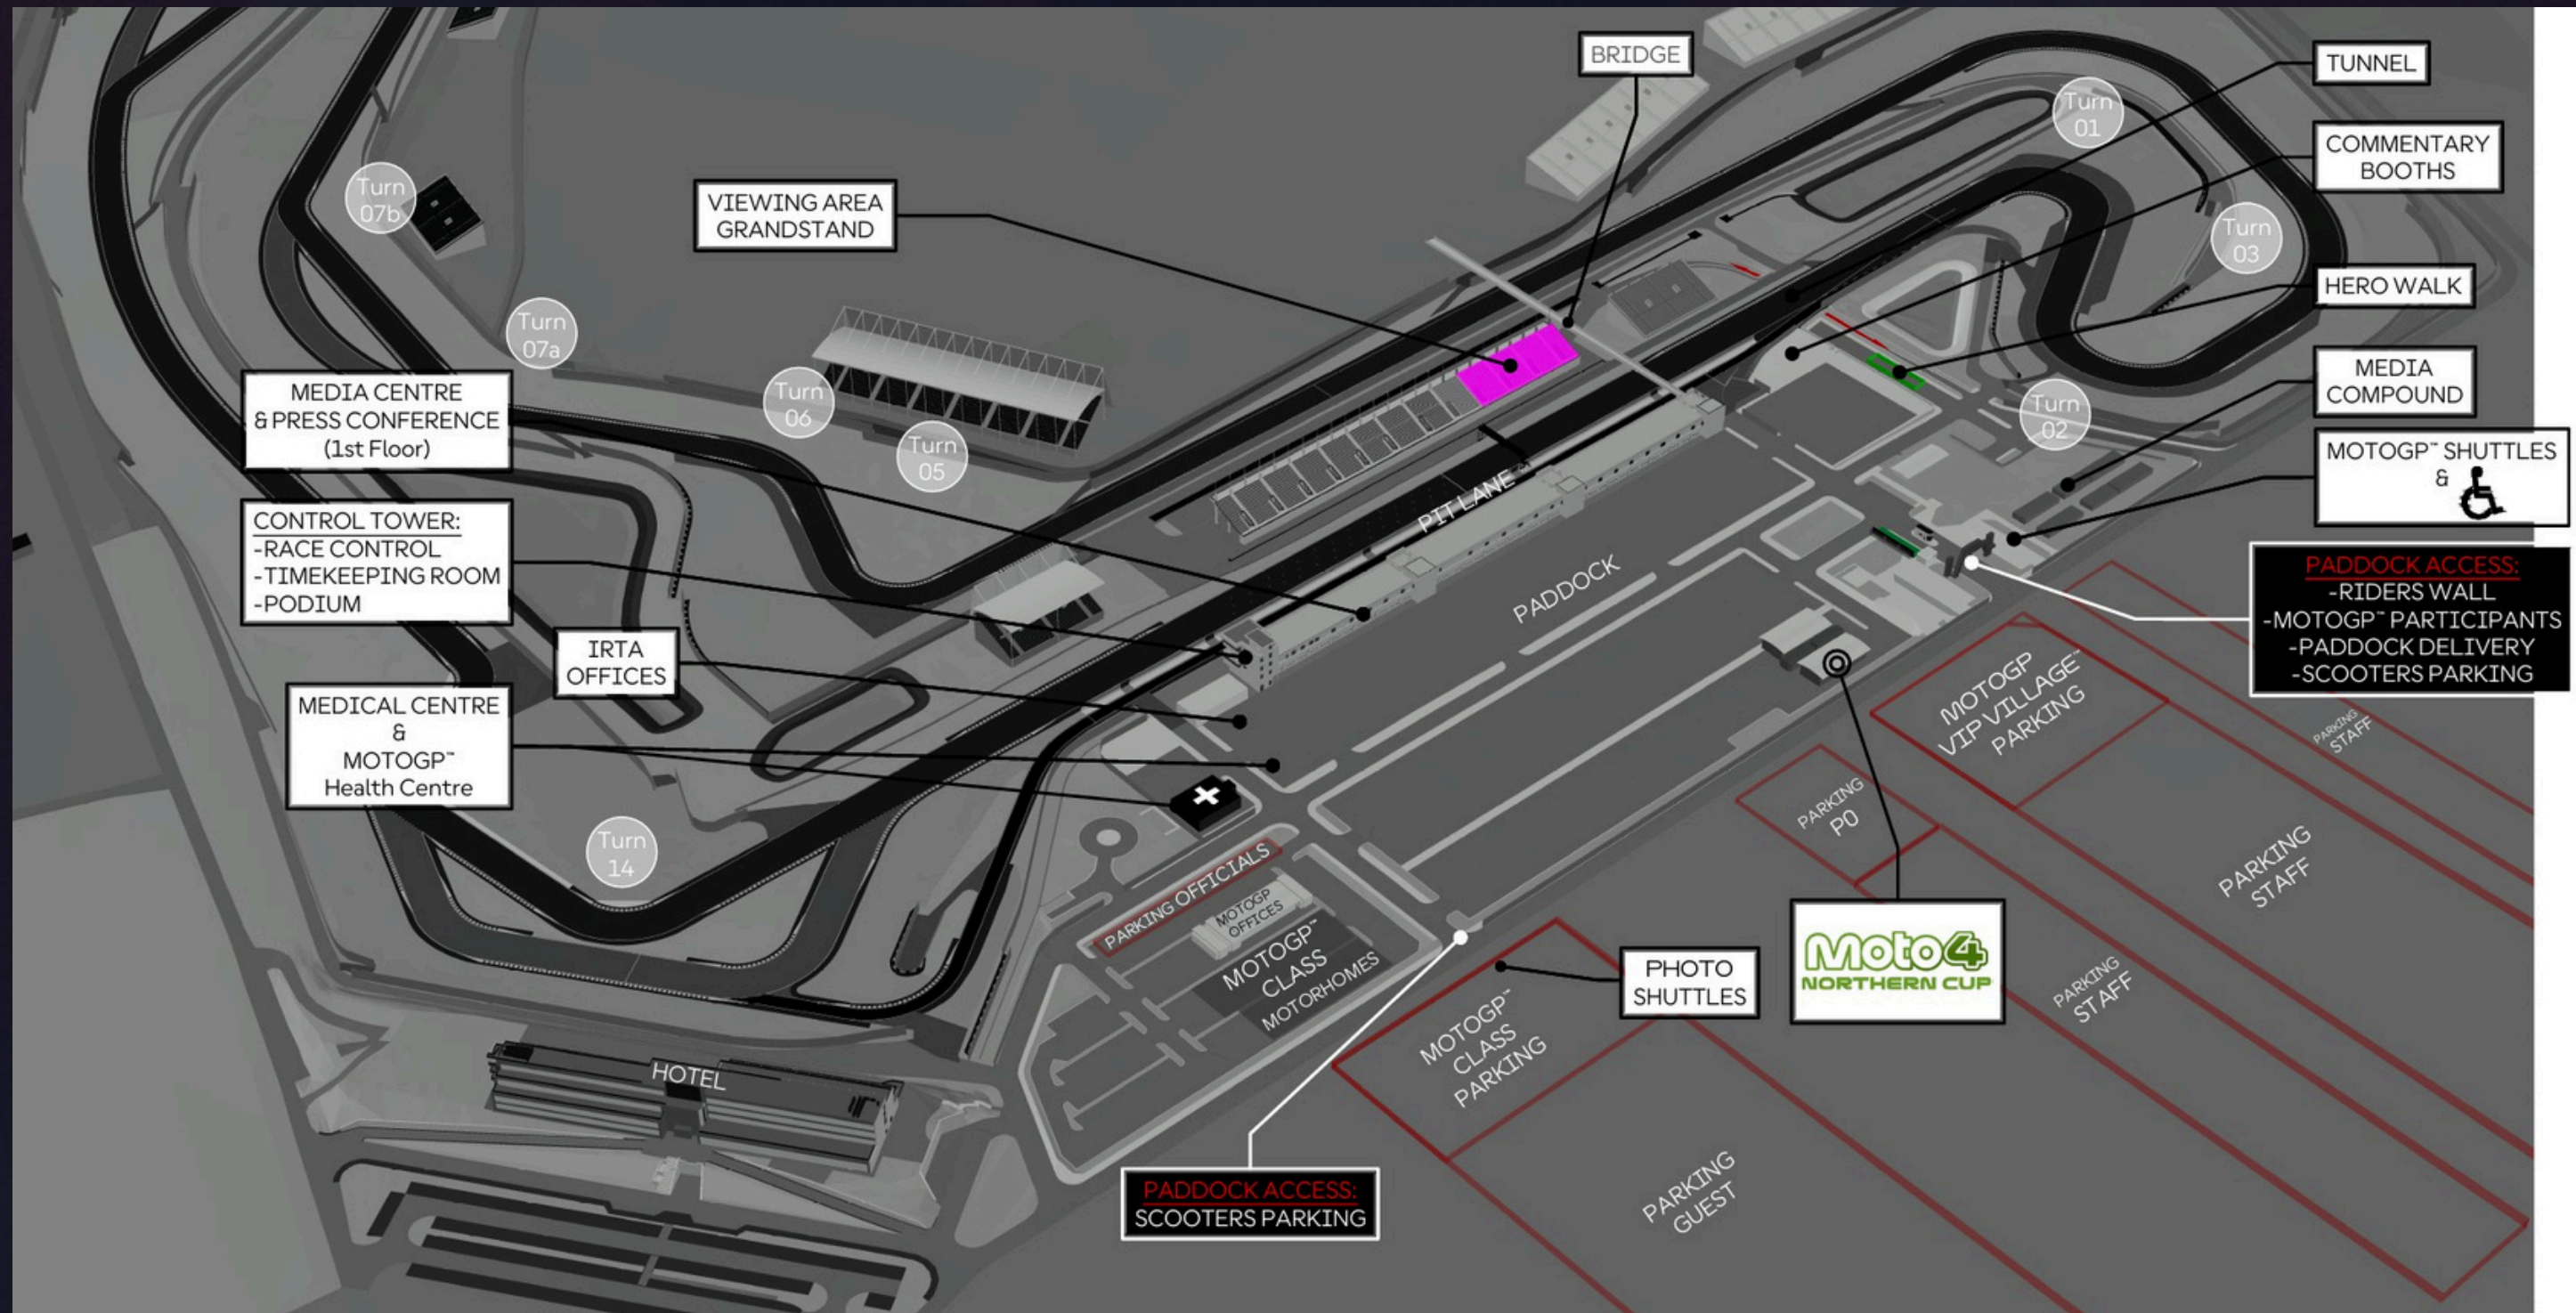 BRIDGE
TUNNEL
Turn
01
COMMENTARY
BOOTHS
Turn
07b
VIEWING AREA
GRANDSTAND
Turn
03
HERO WALK
Turn
07a
MEDIA CENTRE
& PRESS CONFERENCE
(1st Floor)
Turn
06
Turn
05
MEDIA
COMPOUND
Turn
02
MOTOGP™ SHUTTLES
&
PIT LANE
CONTROL TOWER:
-RACE CONTROL
-TIMEKEEPING ROOM
-PODIUM
PADDOCK
PADDOCK ACCESS:
-RIDERS WALL
-MOTOGP™ PARTICIPANTS
-PADDOCK DELIVERY
-SCOOTERS PARKING
IRTA
OFFICES
MEDICAL CENTRE
&
MOTOGP™
Health Centre
MOTOGP
VIP VILLAGE™
PARKING
PARKING
STAFF
PARKING
P0
Turn
14
PARKING
STAFF
PARKING OFFICIALS
MOTOGP
OFFICES
MOTOGP™
CLASS
MOTORHOMES
PHOTO
SHUTTLES
Moto4
NORTHERN CUP
PARKING
STAFF
MOTOGP™
CLASS
PARKING
HOTEL
PADDOCK ACCESS:
SCOOTERS PARKING
PARKING
GUEST